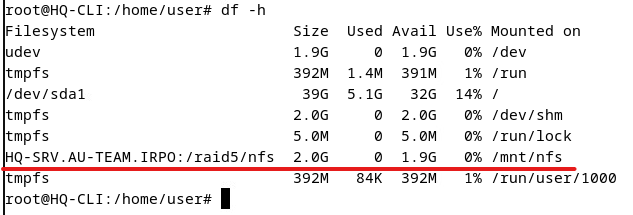 root@HQ-CLI:/home/user# df -h
Filesystem                   Size  Used Avail Use% Mounted on
udev                         1.9G     0  1.9G   0% /dev
tmpfs                        392M  1.4M  391M   1% /run
/dev/sda1                     39G  5.1G   32G  14% /
tmpfs                        2.0G     0  2.0G   0% /dev/shm
tmpfs                        5.0M     0  5.0M   0% /run/lock
HQ-SRV.AU-TEAM.IRPO:/raid5/nfs  2.0G     0  1.9G   0% /mnt/nfs
tmpfs                        392M   84K  392M   1% /run/user/1000
root@HQ-CLI:/home/user#